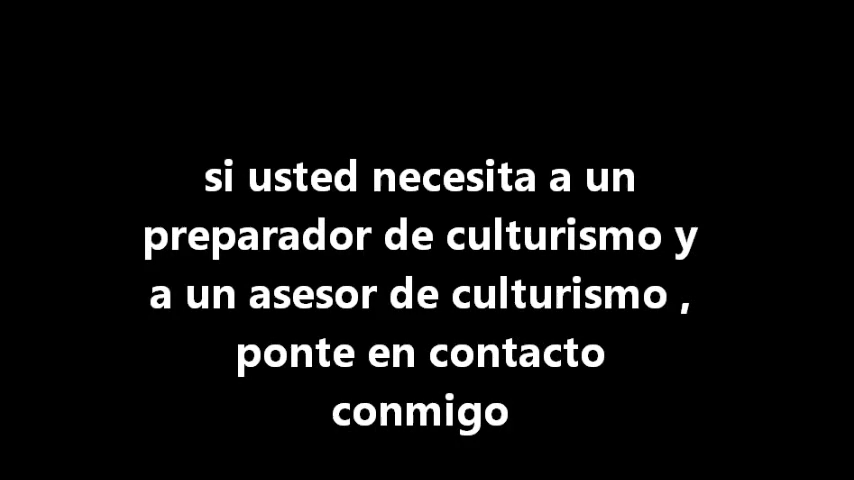 si usted necesita a un
preparador de culturismo y
a un asesor de culturismo ,
ponte en contacto
conmigo